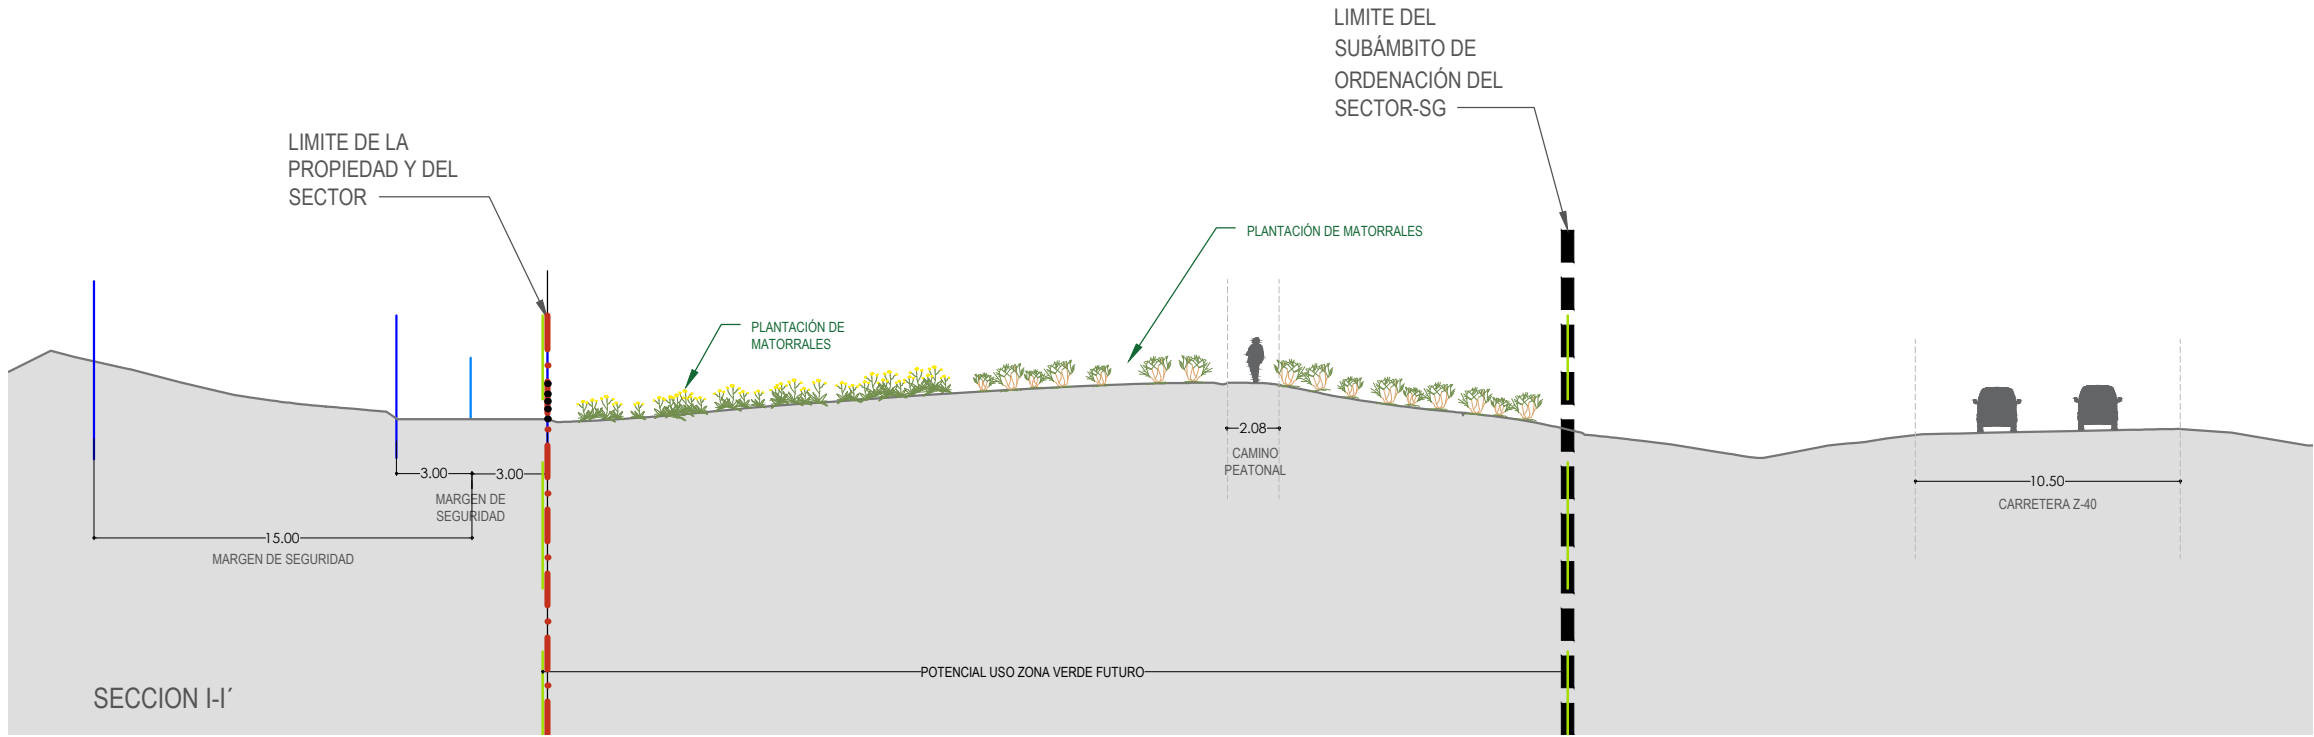 LIMITE DEL
SUBÁMBITO DE
ORDENACIÓN DEL
SECTOR-SG
LIMITE DE LA
PROPIEDAD Y DEL
SECTOR
PLANTACIÓN DE MATORRALES
PLANTACIÓN DE
MATORRALES
2.08
CAMINO
PEATONAL
3.00
3.00
MARGEN DE
SEGURIDAD
10.50
CARRETERA Z-40
15.00
MARGEN DE SEGURIDAD
POTENCIAL USO ZONA VERDE FUTURO
SECCION I-I´